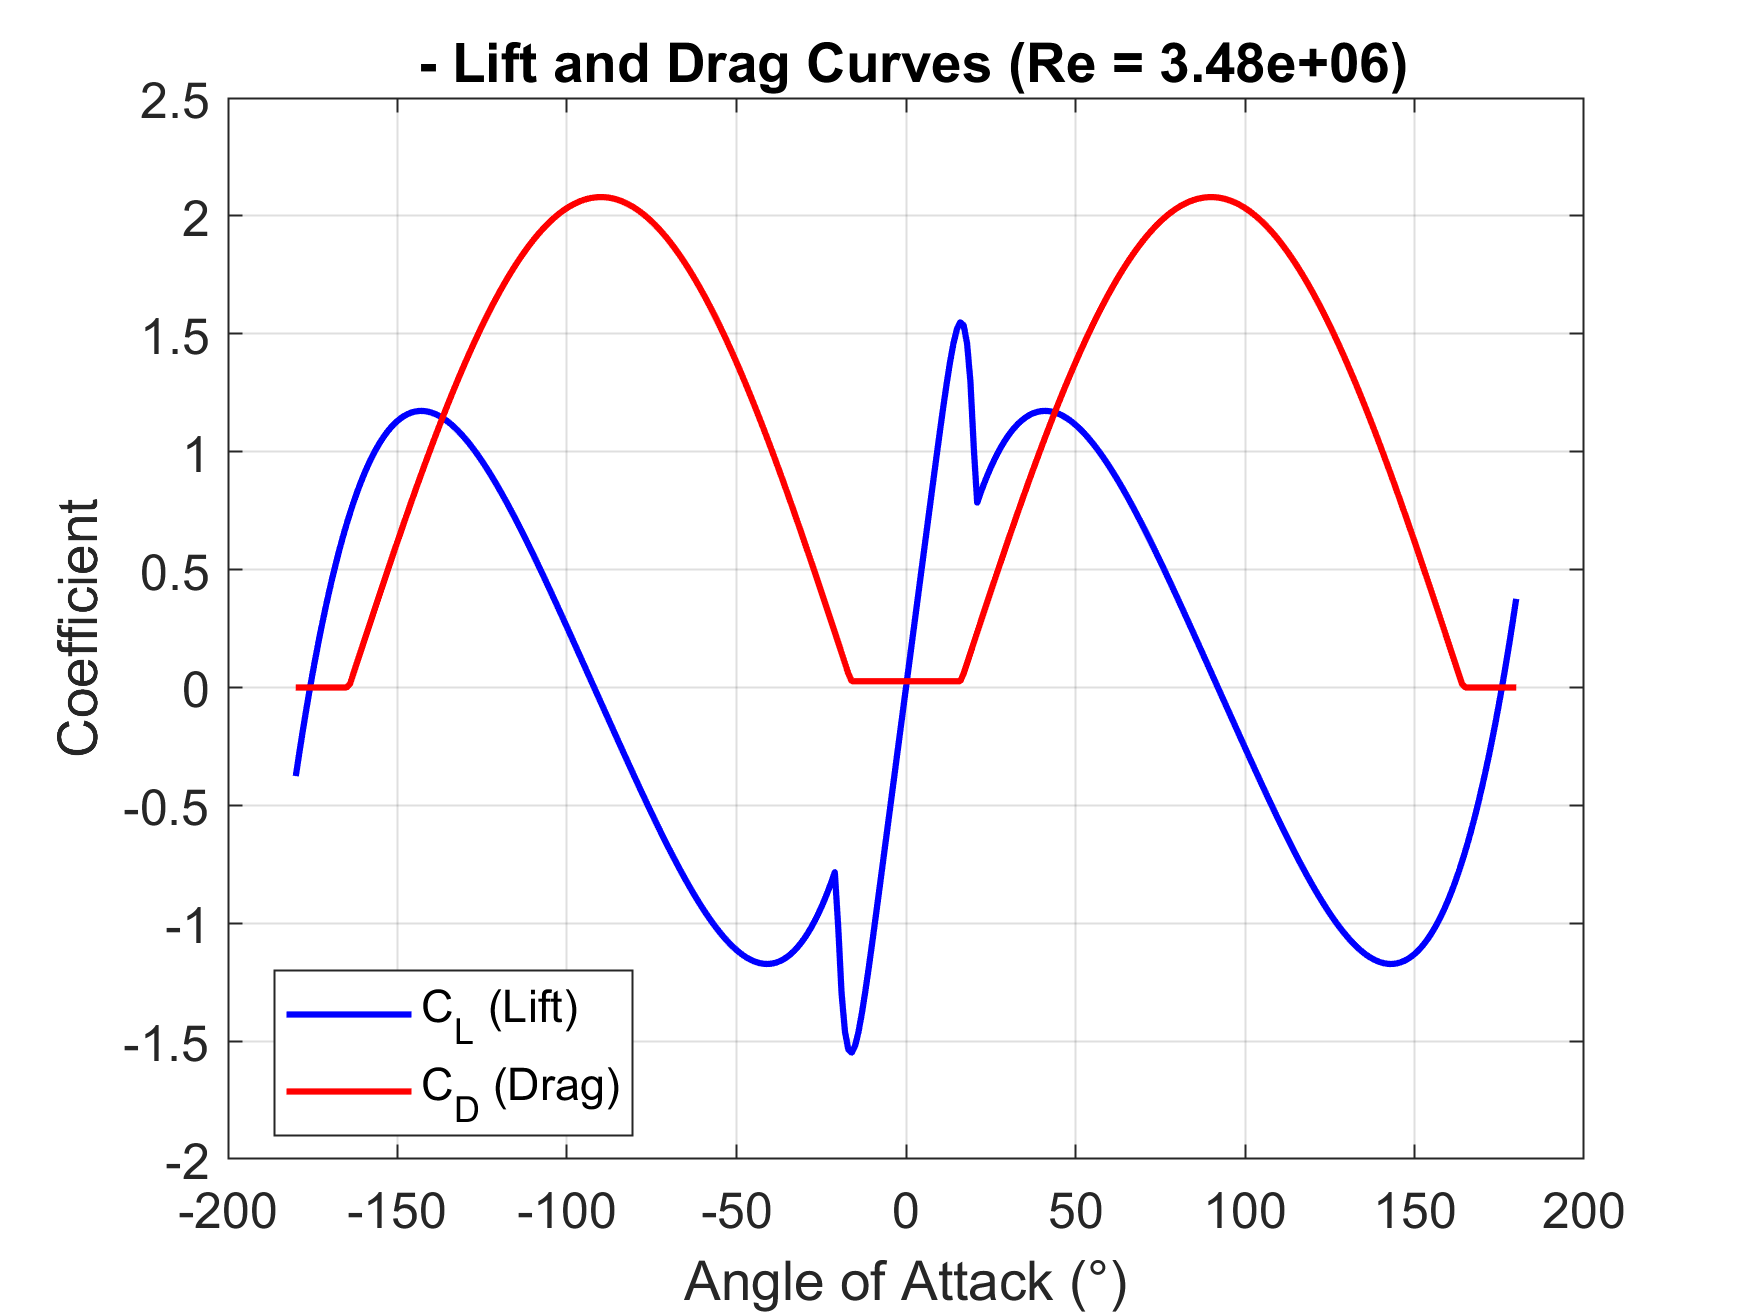 - Lift and Drag Curves (Re = 3.48e+06)
Coefficient
2.5
2
1.5
1
0.5
0
-0.5
-1
-1.5
-2
C_L (Lift)
C_D (Drag)
-200 -150 -100 -50 0 50 100 150 200
Angle of Attack (°)